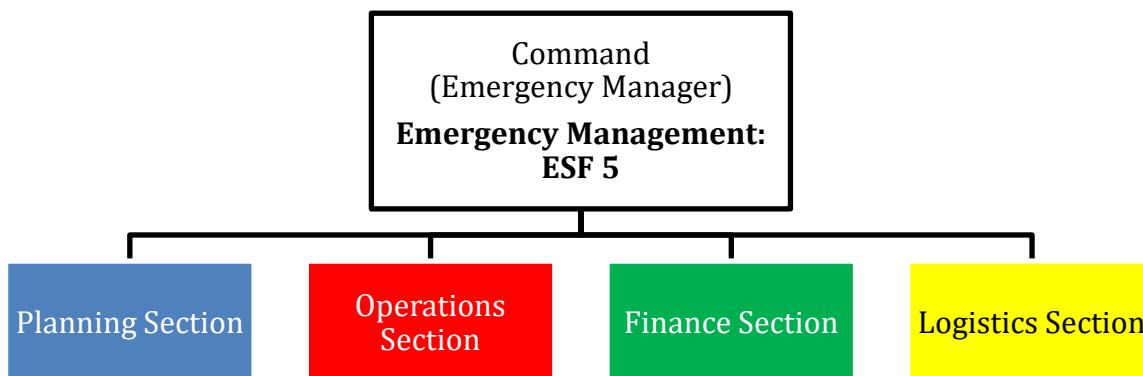 Command
(Emergency Manager)
Emergency Management:
ESF 5
Planning Section
Operations
Section
Finance Section
Logistics Section